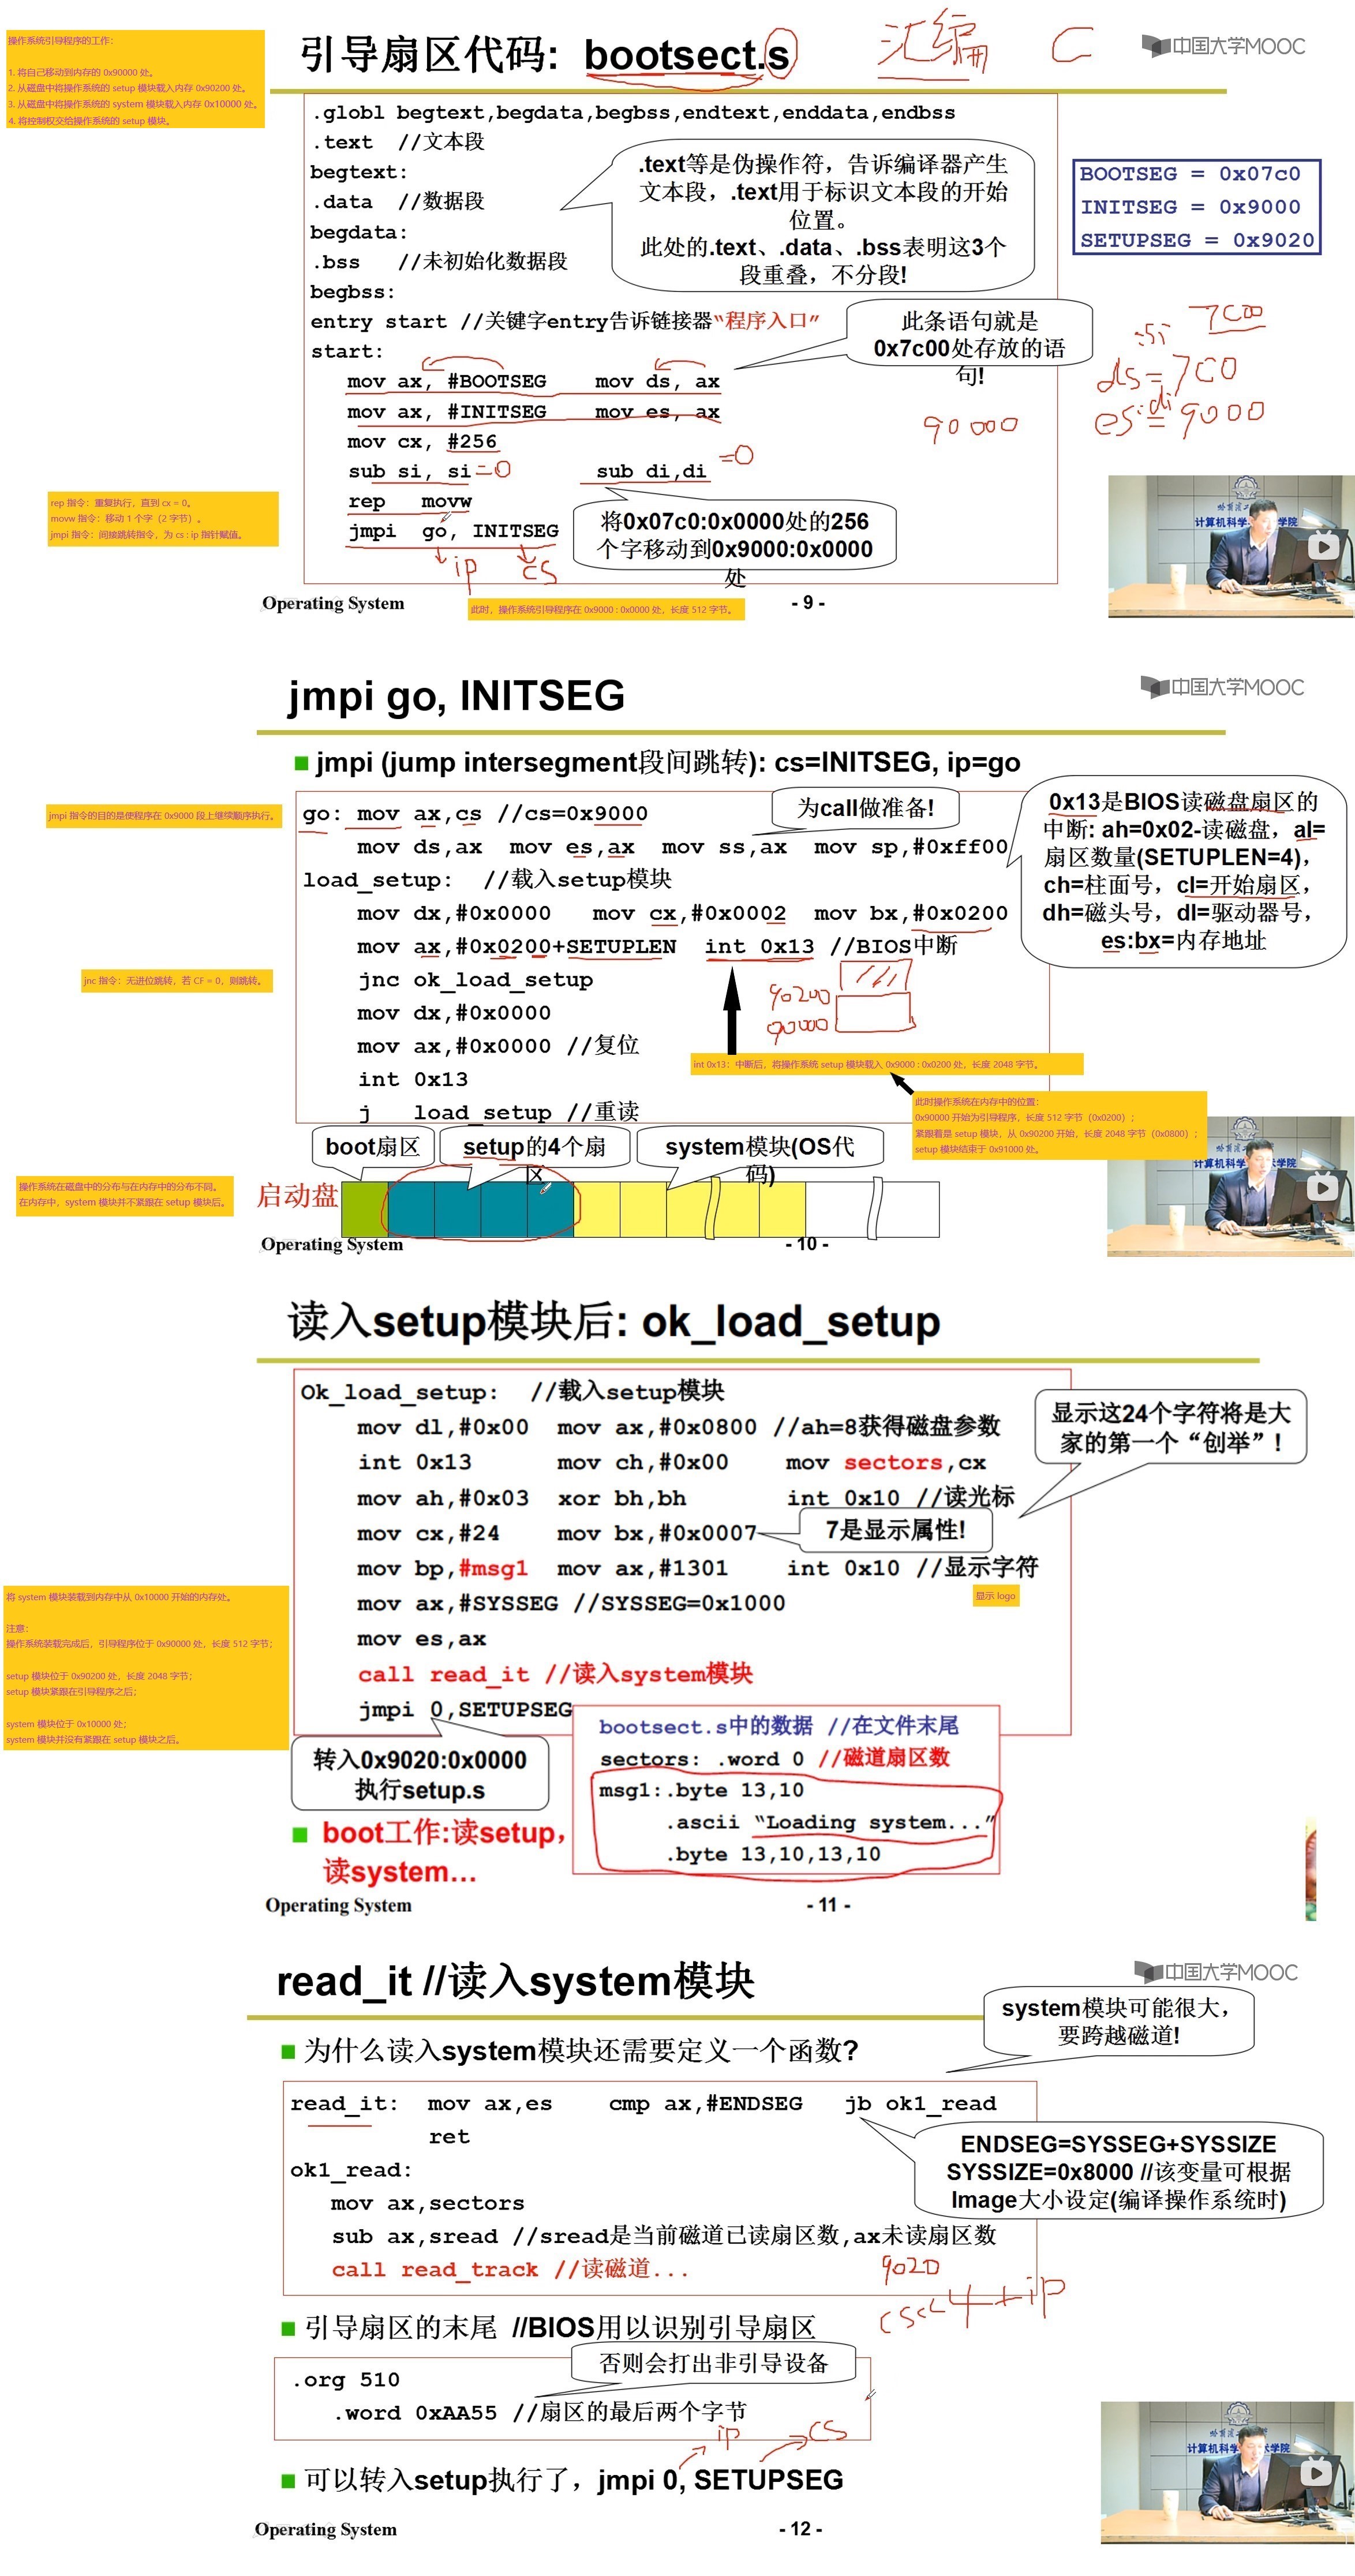 操作系统引导程序的工作:
1. 将自己移动到内存的 0x90000 处。
2. 从磁盘中将操作系统的 setup 模块载入内存 0x90200 处。
3. 从磁盘中将操作系统的 system 模块载入内存 0x10000 处。
4. 将控制权交给操作系统的 setup 模块。
引导扇区代码: bootsect.s
汇编 C
中国大学MOOC
.globl begtext,begdata,begbss,endtext,enddata,endbss
.text //文本段
begtext:
.data //数据段
begdata:
.bss //未初始化数据段
begbss:
entry start //关键字entry告诉链接器“程序入口”
start:
mov ax, #BOOTSEG mov ds, ax
mov ax, #INITSEG mov es, ax
mov cx, #256
sub si, si =0 sub di,di =0
rep movw
jmpi go, INITSEG
ip cs
.text等是伪操作符，告诉编译器产生
文本段，.text用于标识文本段的开始
位置。
此处的.text、.data、.bss表明这3个
段重叠，不分段!
BOOTSEG = 0x07c0
INITSEG = 0x9000
SETUPSEG = 0x9020
此条语句就是
0x7c00处存放的语
句!
:si 7c00
ds=7c0
es:di=9000
90000
将0x07c0:0x0000处的256
个字移动到0x9000:0x0000
处
rep 指令：重复执行，直到 cx = 0。
movw 指令：移动 1 个字（2 字节）。
jmpi 指令：间接跳转指令，为 cs : ip 指针赋值。
计算机科学 术学院
Operating System
此时，操作系统引导程序在 0x9000 : 0x0000 处，长度 512 字节。
- 9 -
jmpi go, INITSEG
中国大学MOOC
jmpi (jump intersegment段间跳转): cs=INITSEG, ip=go
jmpi 指令的目的是使程序在 0x9000 段上继续顺序执行。
go: mov ax,cs //cs=0x9000
mov ds,ax mov es,ax mov ss,ax mov sp,#0xff00
load_setup: //载入setup模块
mov dx,#0x0000 mov cx,#0x0002 mov bx,#0x0200
mov ax,#0x0200+SETUPLEN int 0x13 //BIOS中断
jnc ok_load_setup
mov dx,#0x0000
mov ax,#0x0000 //复位
int 0x13
j load_setup //重读
为call做准备!
0x13是BIOS读磁盘扇区的
中断: ah=0x02-读磁盘，al=
扇区数量(SETUPLEN=4)，
ch=柱面号，cl=开始扇区，
dh=磁头号，dl=驱动器号，
es:bx=内存地址
jnc 指令：无进位跳转，若 CF = 0，则跳转。
90200
90000
int 0x13：中断后，将操作系统 setup 模块载入 0x9000 : 0x0200 处，长度 2048 字节。
此时操作系统在内存中的位置：
0x90000 开始为引导程序，长度 512 字节（0x0200）；
紧跟着是 setup 模块，从 0x90200 开始，长度 2048 字节（0x0800）；
setup 模块结束于 0x91000 处。
boot扇区
setup的4个扇
区
system模块(OS代
码)
操作系统在磁盘中的分布与在内存中的分布不同。
在内存中，system 模块并不紧跟在 setup 模块后。
启动盘
计算机科学 术学院
Operating System
- 10 -
读入setup模块后: ok_load_setup
Ok_load_setup: //载入setup模块
mov dl,#0x00 mov ax,#0x0800 //ah=8获得磁盘参数
int 0x13 mov ch,#0x00 mov sectors,cx
mov ah,#0x03 xor bh,bh int 0x10 //读光标
mov cx,#24 mov bx,#0x0007
mov bp,#msg1 mov ax,#1301 int 0x10 //显示字符
mov ax,#SYSSEG //SYSSEG=0x1000
mov es,ax
call read_it //读入system模块
jmpi 0,SETUPSEG
显示这24个字符将是大
家的第一个“创举”!
7是显示属性!
显示 logo
将 system 模块装载到内存中从 0x10000 开始的内存处。
注意：
操作系统装载完成后，引导程序位于 0x90000 处，长度 512 字节；
setup 模块位于 0x90200 处，长度 2048 字节；
setup 模块紧跟在引导程序之后；
system 模块位于 0x10000 处；
system 模块并没有紧跟在 setup 模块之后。
转入0x9020:0x0000
执行setup.s
bootsect.s中的数据 //在文件末尾
sectors: .word 0 //磁道扇区数
msg1:.byte 13,10
.ascii “Loading system...”
.byte 13,10,13,10
boot工作:读setup，
读system...
Operating System
- 11 -
read_it //读入system模块
中国大学MOOC
system模块可能很大，
要跨越磁道!
为什么读入system模块还需要定义一个函数?
read_it: mov ax,es cmp ax,#ENDSEG jb ok1_read
ret
ok1_read:
mov ax,sectors
sub ax,sread //sread是当前磁道已读扇区数,ax未读扇区数
call read_track //读磁道...
ENDSEG=SYSSEG+SYSSIZE
SYSSIZE=0x8000 //该变量可根据
Image大小设定(编译操作系统时)
9020
cs<<4+ip
引导扇区的末尾 //BIOS用以识别引导扇区
否则会打出非引导设备
.org 510
.word 0xAA55 //扇区的最后两个字节
ip cs
可以转入setup执行了，jmpi 0, SETUPSEG
计算机科学 术学院
Operating System
- 12 -